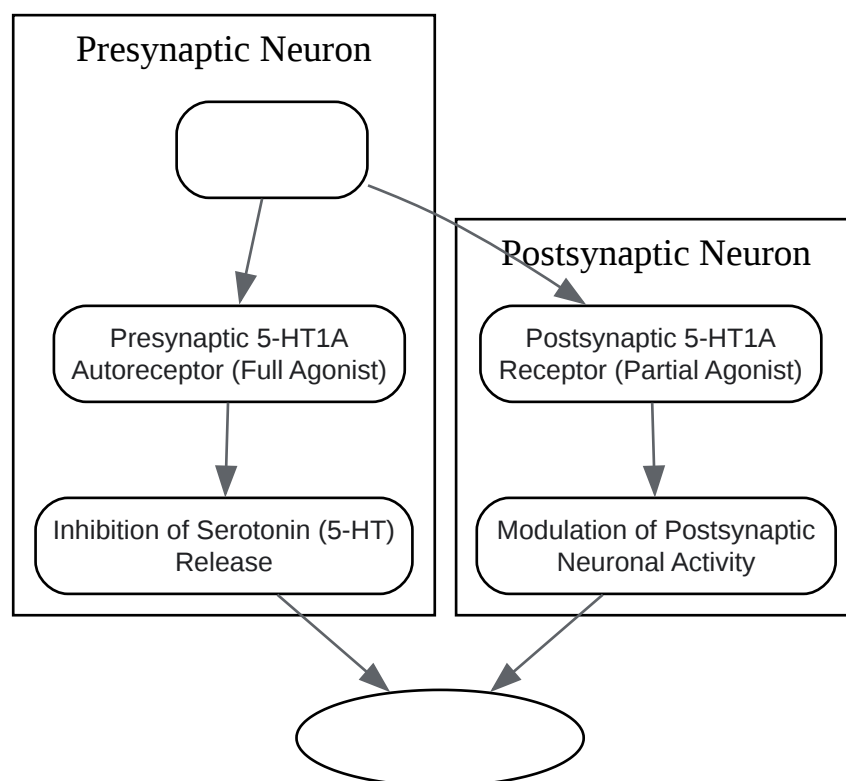 Presynaptic Neuron
Postsynaptic Neuron
Presynaptic 5-HT1A
Autoreceptor (Full Agonist)
Postsynaptic 5-HT1A
Receptor (Partial Agonist)
Inhibition of Serotonin (5-HT)
Release
Modulation of Postsynaptic
Neuronal Activity